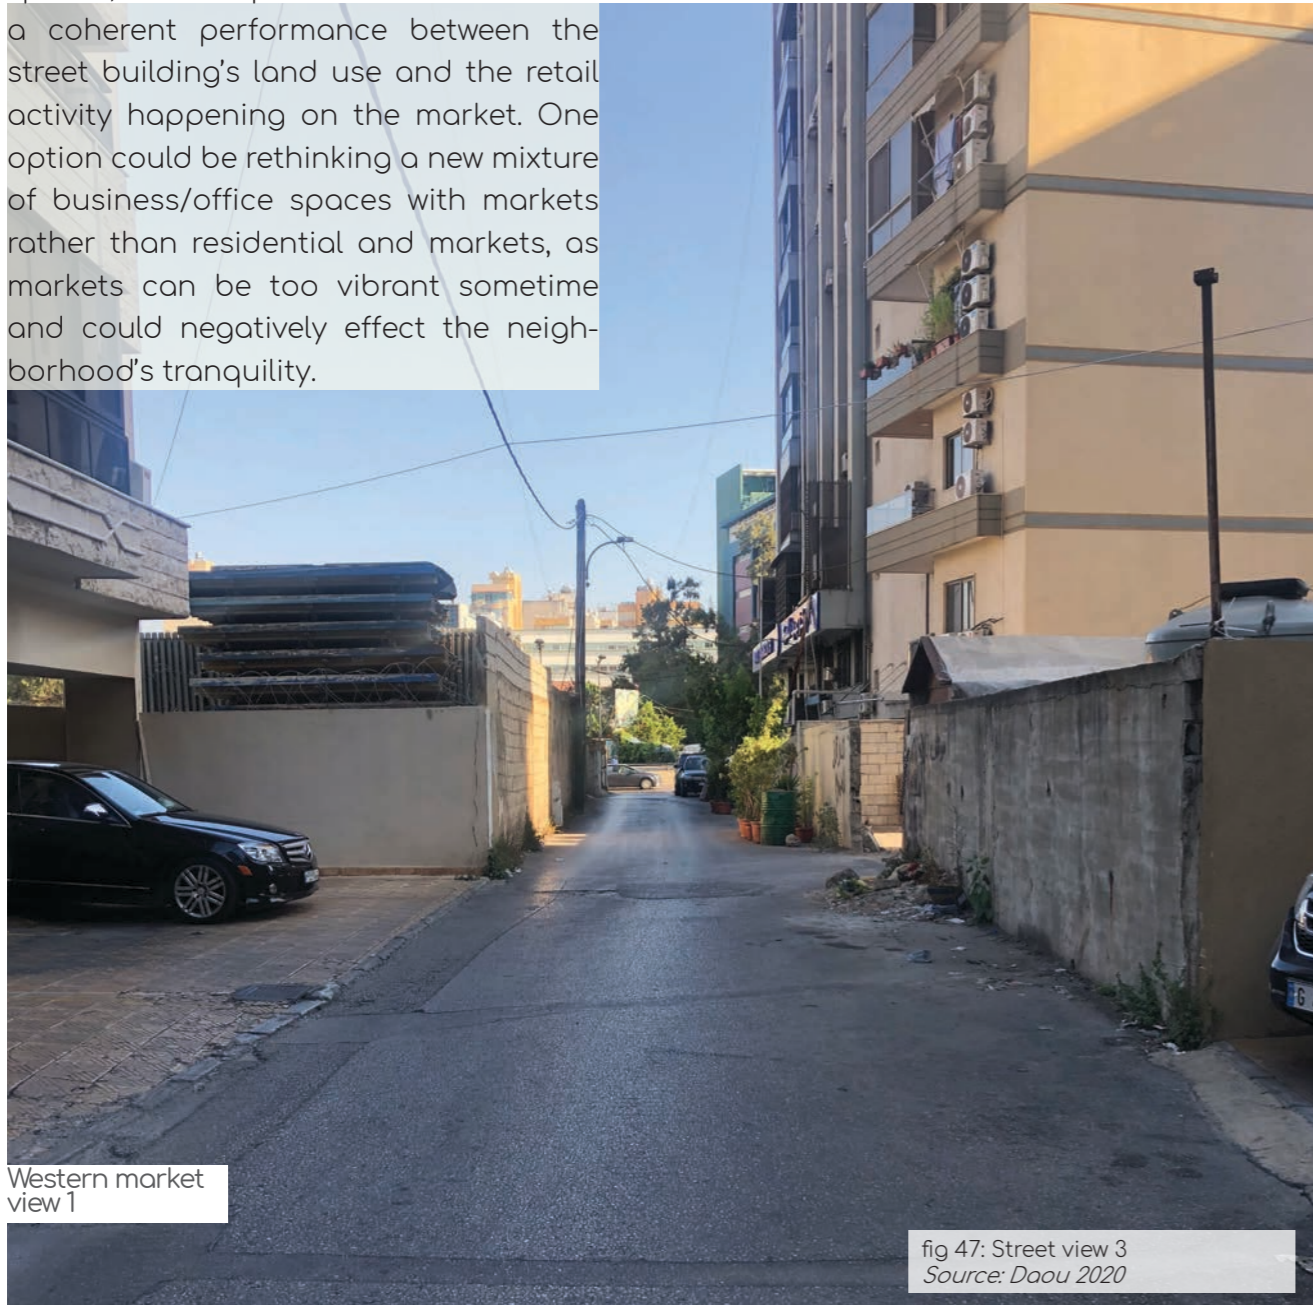 a coherent performance between the
street building's land use and the retail
activity happening on the market. One
option could be rethinking a new mixture
of business/office spaces with markets
rather than residential and markets, as
markets can be too vibrant sometime
and could negatively effect the neigh-
borhood's tranquility.
G
Western market
view 1
fig 47: Street view 3
Source: Daou 2020